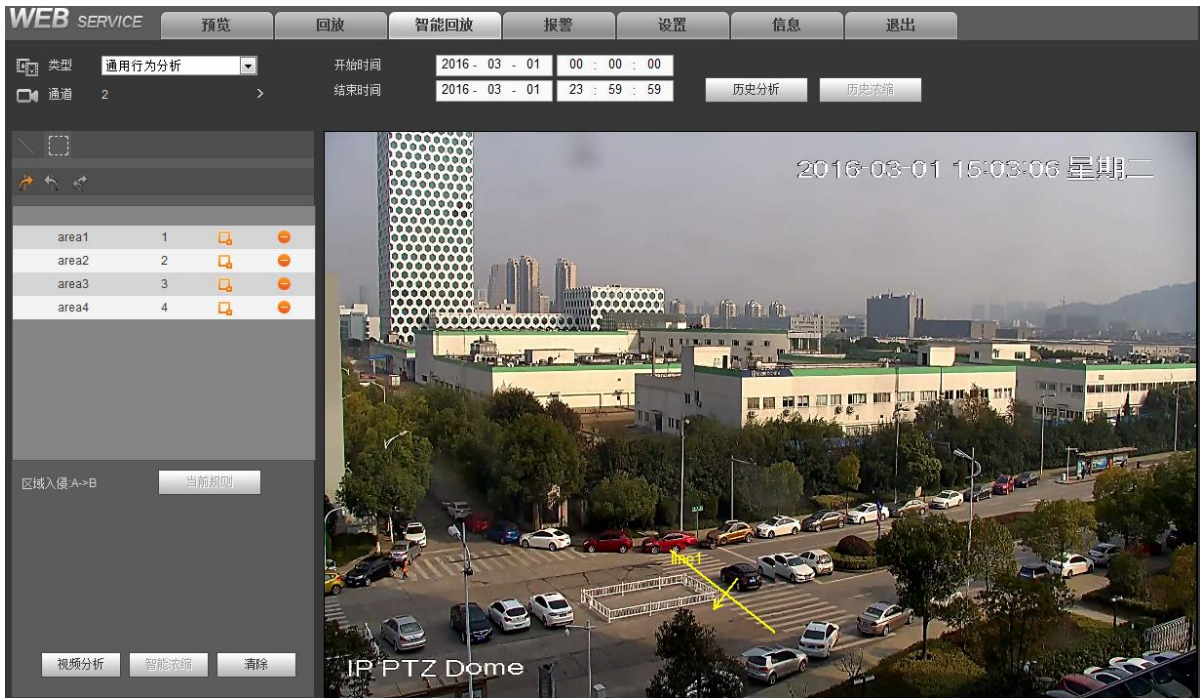 WEB SERVICE
预览 回放 智能回放 报警 设置 信息 退出
类型 通用行为分析
开始时间 2016 - 03 - 01 00 : 00 : 00
通道 2 >
结束时间 2016 - 03 - 01 23 : 59 : 59
历史分析 历史浓缩
area1 1
area2 2
area3 3
area4 4
区域入侵:A->B 当前规则
视频分析 智能浓缩 清除
2016-03-01 15:03:06 星期二
line1
IP PTZ Dome